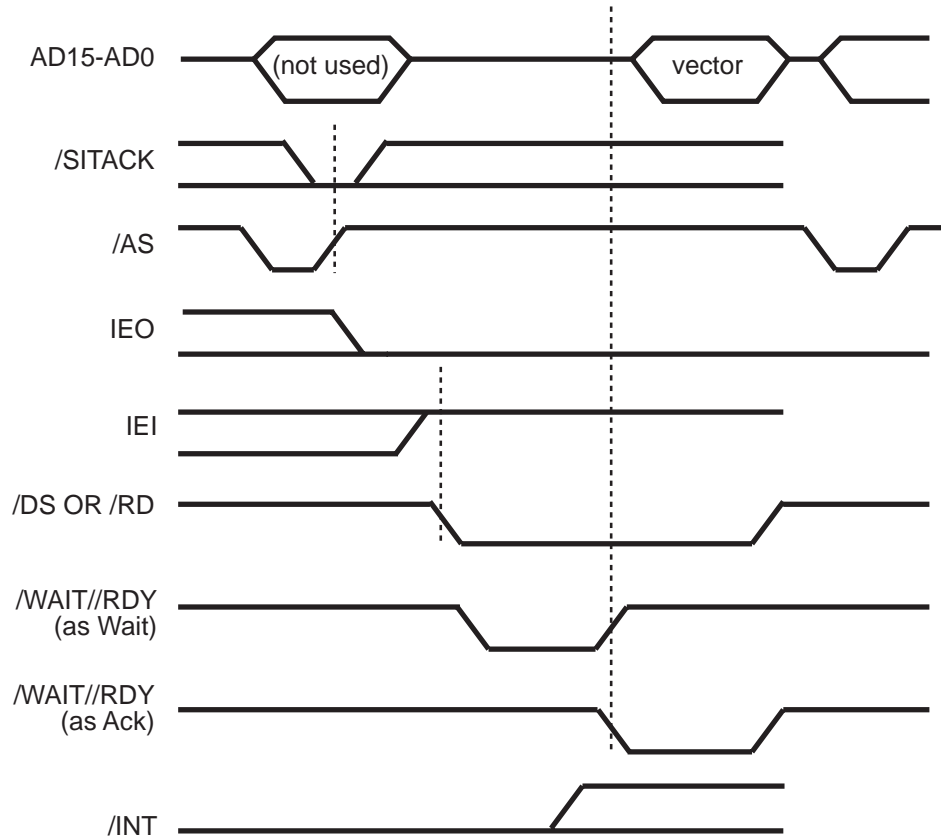 AD15-AD0
(not used)
vector
/SITACK
/AS
IEO
IEI
/DS OR /RD
/WAIT//RDY
(as Wait)
/WAIT//RDY
(as Ack)
/INT